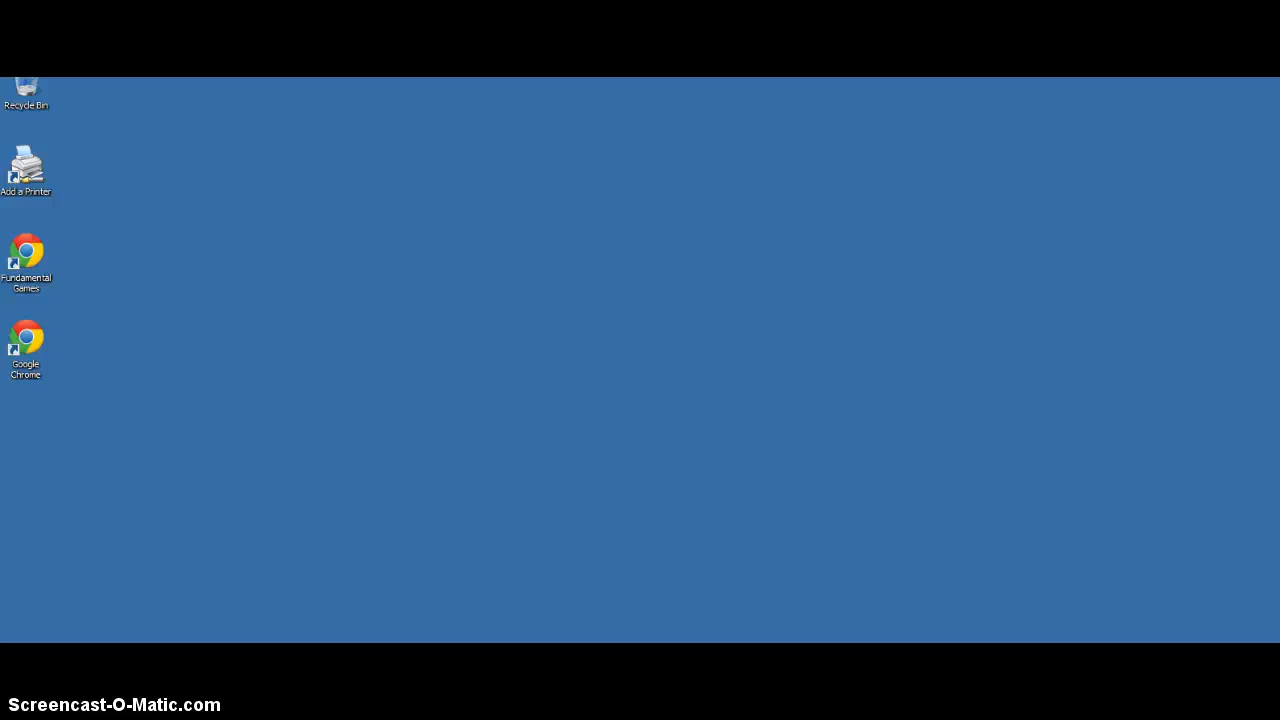 Recycle Bin
Add a Printer
Fundamental
Games
Google
Chrome
Screencast-O-Matic.com